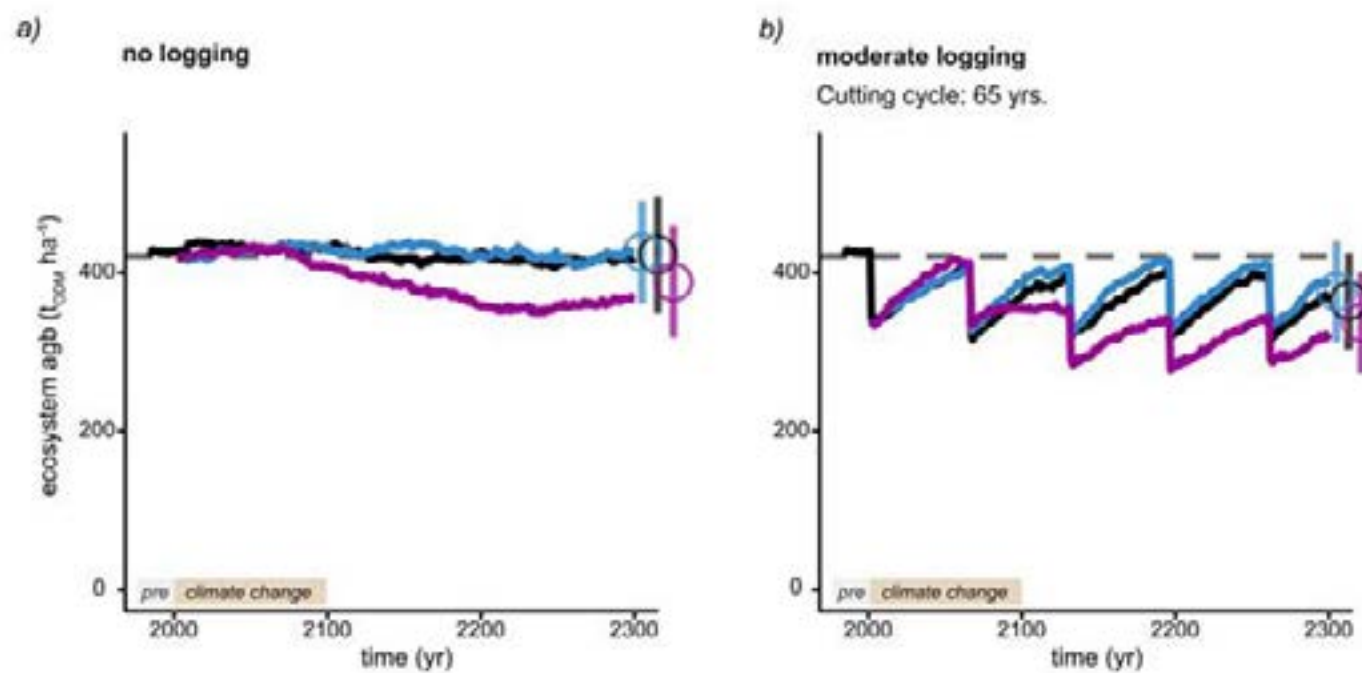 a)
no logging
ecosystem agb (t_ODM ha⁻¹)
400
200
0
pre climate change
2000 2100 2200 2300
time (yr)
b)
moderate logging
Cutting cycle: 65 yrs.
400
200
0
pre climate change
2000 2100 2200 2300
time (yr)